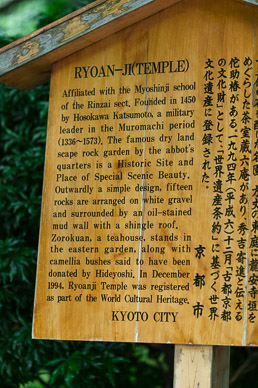 RYOAN-JI(TEMPLE)
Affiliated with the Myoshinji school
of the Rinzai sect. Founded in 1450
by Hosokawa Katsumoto, a military
leader in the Muromachi period
(1336~1573). The famous dry land
scape rock garden by the abbot's
quarters is a Historic Site and
Place of Special Scenic Beauty.
Outwardly a simple design, fifteen
rocks are arranged on white gravel
and surrounded by an oil-stained
mud wall with a shingle roof.
Zorokuan, a teahouse, stands in
the eastern garden, along with
camellia bushes said to have been
donated by Hideyoshi. In December
1994, Ryoanji Temple was registered
as part of the World Cultural Heritage.
KYOTO CITY
めぐらした茶室蔵六庵があり、秀吉寄進と伝える
侘助椿がある。一九九四年(平成六)十二月「古都京都
の文化財」として「世界遺産条約」に基づく世界
文化遺産に登録された。
京都市